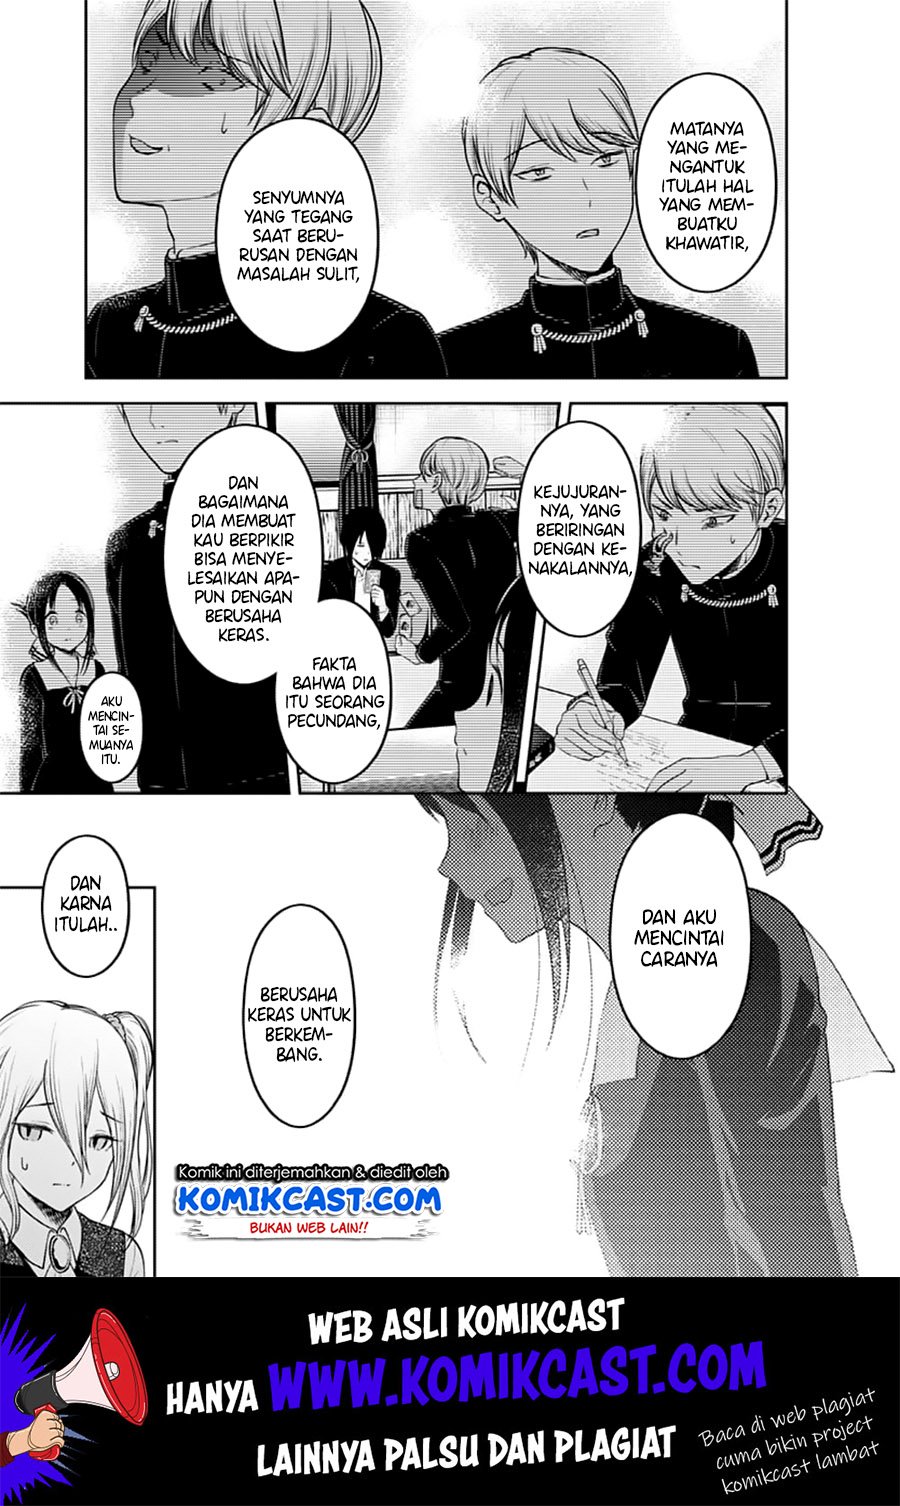 MATANYA
YANG ME-
NGANTUK
ITULAH HAL
YANG MEM-
BUATKU
KHAWATIR,
SENYUMNYA
YANG TEGANG
SAAT BERU-
RUSAN DENGAN
MASALAH SULIT,
KEJUJURAN-
NYA, YANG
BERIRINGAN
DENGAN KE-
NAKALANNYA,
FAKTA
BAHWA DIA
ITU SEORANG
PECUNDANG,
DAN
BAGAIMANA
DIA MEMBUAT
KAU BERPIKIR
BISA MENYE-
LESAIKAN APA-
PUN DENGAN
BERUSAHA
KERAS.
AKU
MENCIN-
TAI SE-
MUANYA
ITU.
DAN AKU
MENCINTAI
CARANYA
BERUSAHA
KERAS UNTUK
BERKEM-
BANG.
DAN
KARNA
ITULAH..
Komik ini diterjemahkan & diedit oleh
KOMIKCAST.COM
BUKAN WEB LAIN!!
WEB ASLI KOMIKCAST
HANYA WWW.KOMIKCAST.COM
LAINNYA PALSU DAN PLAGIAT
Baca di web plagiat
cuma bikin project
komikcast lambat